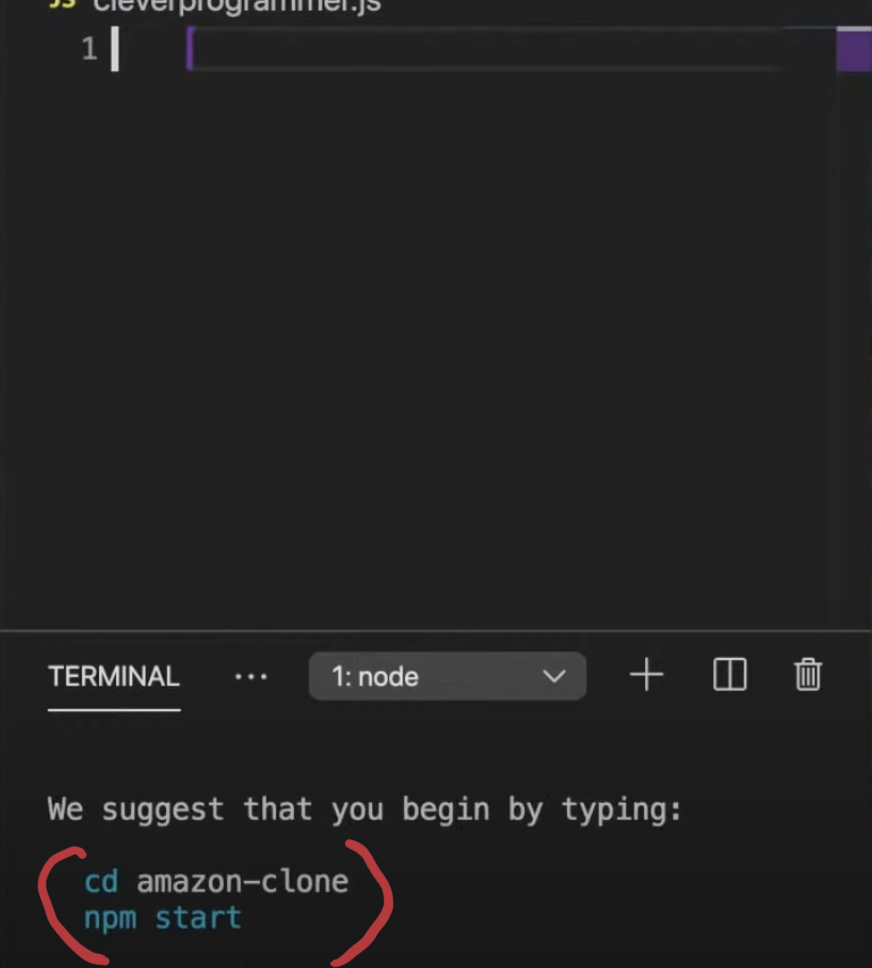 JS cleverprogrammer.js
1
TERMINAL ... 1: node
We suggest that you begin by typing:
cd amazon-clone
npm start